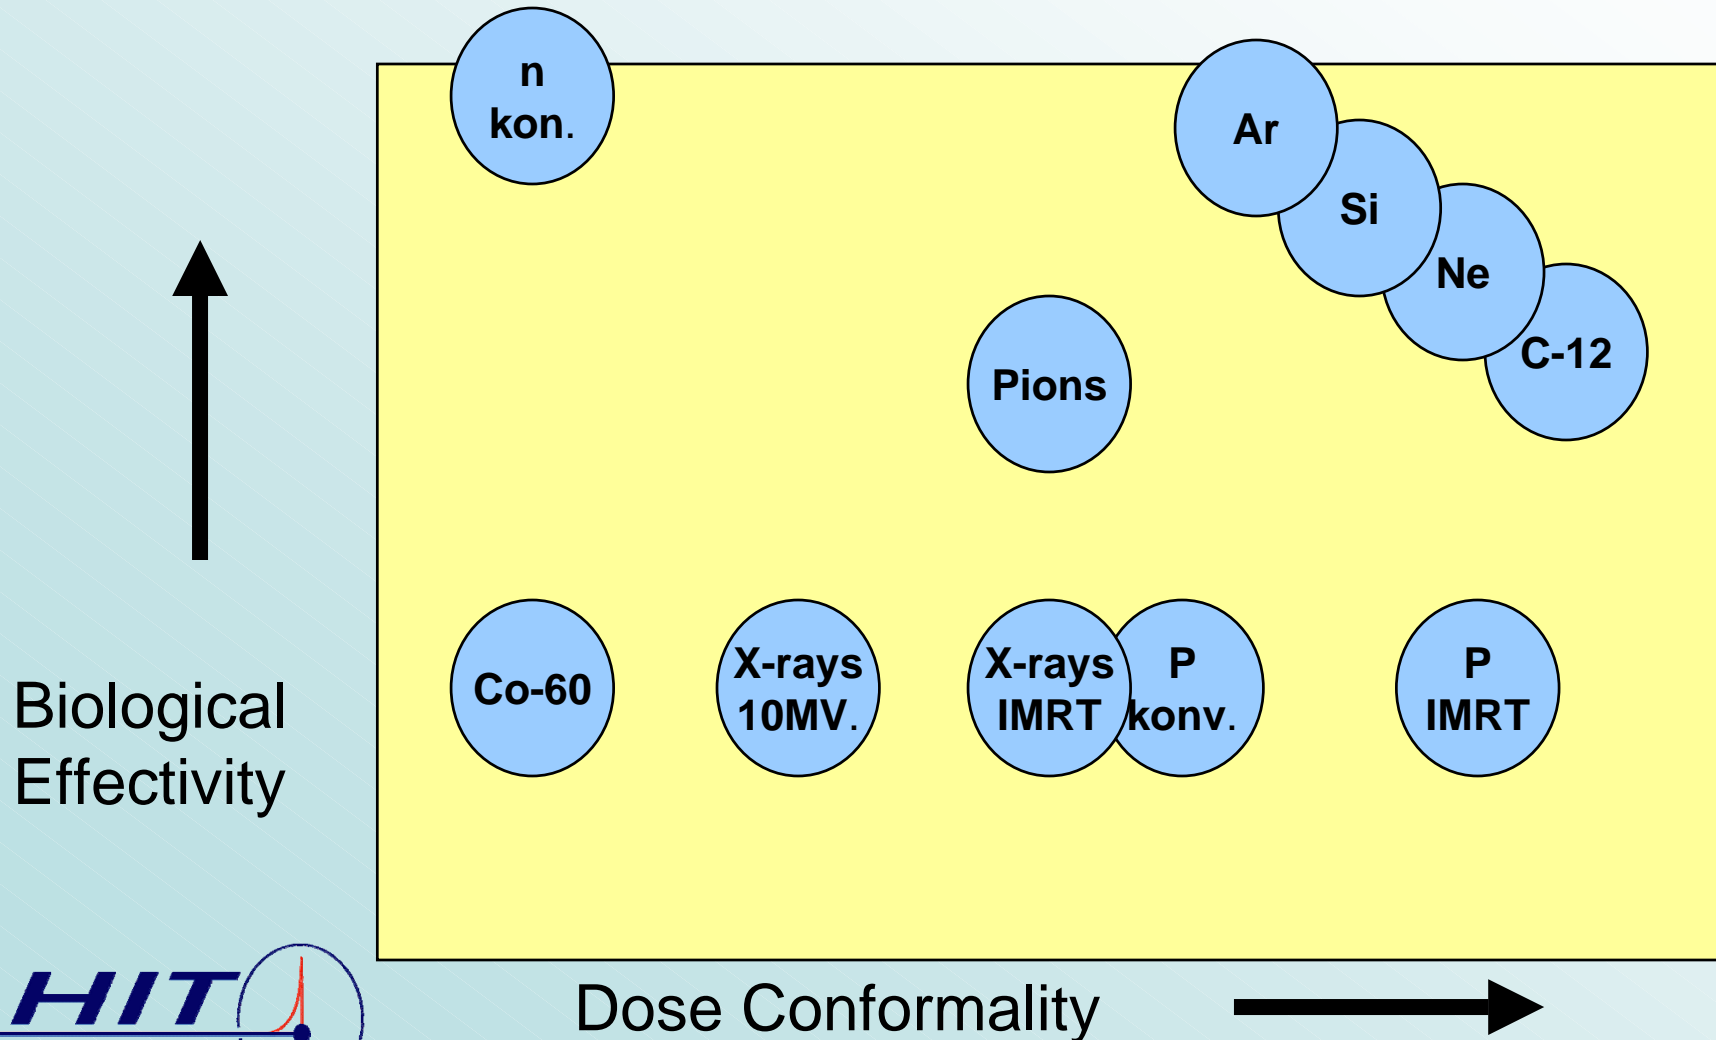 n
kon.
Ar
Si
Ne
C-12
Pions
Co-60
X-rays
10MV.
X-rays
IMRT
P
konv.
P
IMRT
Biological
Effectivity
HIT
Dose Conformality